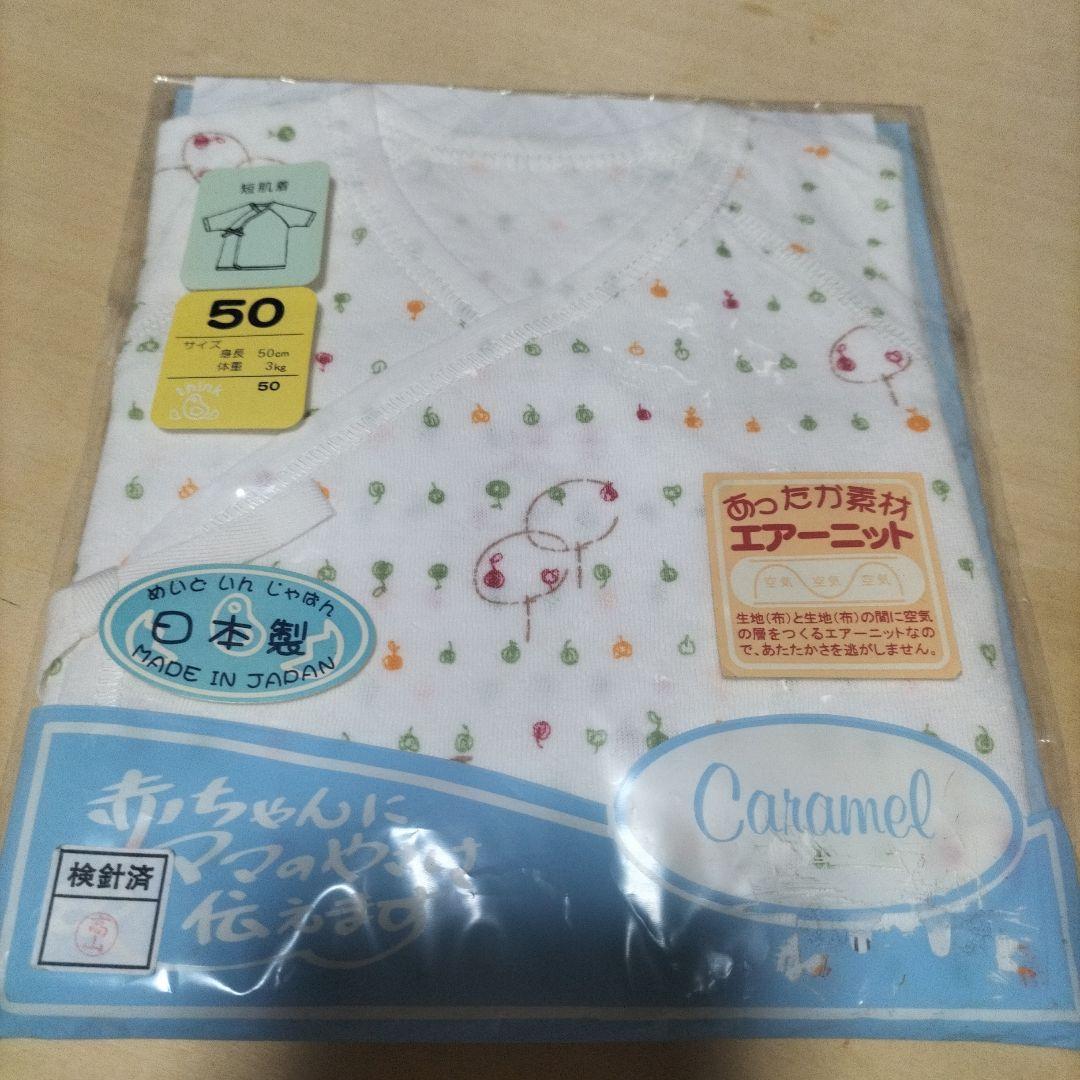 短肌着
50
サイズ
身長 50cm
体重 3kg
50
think
あったか素材
エアーニット
空気 空気 空気
生地(布)と生地(布)の間に空気
の層をつくるエアーニットなの
で、あたたかさを逃がしません。
めいど いん じゃぱん
日本製
MADE IN JAPAN
赤ちゃんに
ママのやさしさ
伝えます
Caramel
検針済
高山